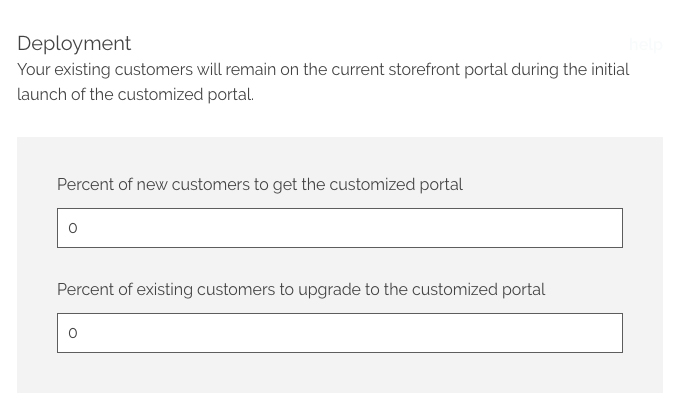 Deployment
help
Your existing customers will remain on the current storefront portal during the initial
launch of the customized portal.
Percent of new customers to get the customized portal
0
Percent of existing customers to upgrade to the customized portal
0